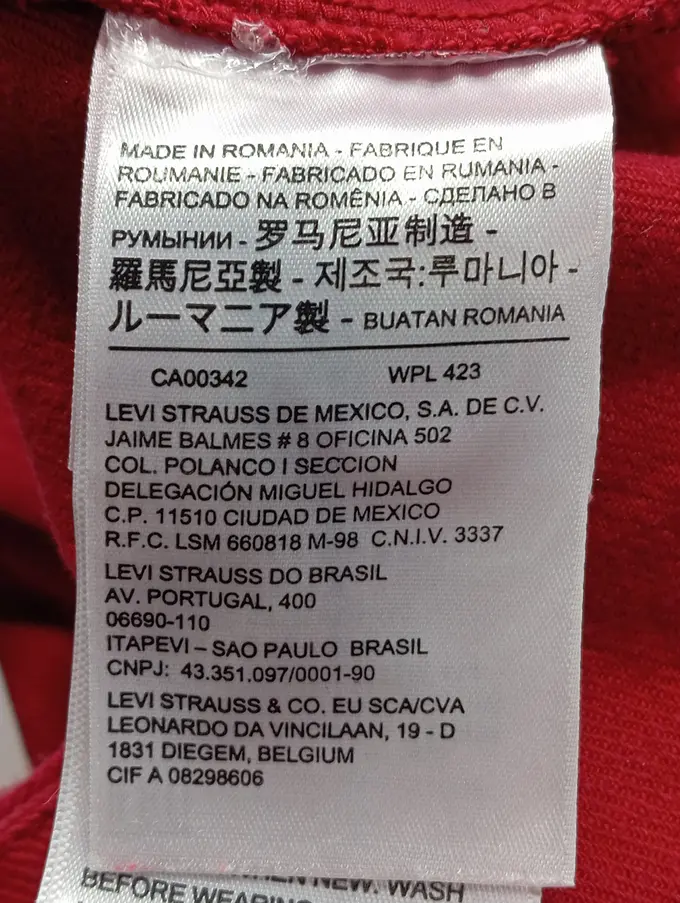 MADE IN ROMANIA - FABRIQUE EN
ROUMANIE - FABRICADO EN RUMANIA -
FABRICADO NA ROMÊNIA - СДЕЛАНО В
РУМЫНИИ - 罗马尼亚制造 -
羅馬尼亞製 - 제조국:루마니아 -
ルーマニア製 - BUATAN ROMANIA
CA00342 WPL 423
LEVI STRAUSS DE MEXICO, S.A. DE C.V.
JAIME BALMES # 8 OFICINA 502
COL. POLANCO I SECCION
DELEGACIÓN MIGUEL HIDALGO
C.P. 11510 CIUDAD DE MEXICO
R.F.C. LSM 660818 M-98 C.N.I.V. 3337
LEVI STRAUSS DO BRASIL
AV. PORTUGAL, 400
06690-110
ITAPEVI – SAO PAULO BRASIL
CNPJ: 43.351.097/0001-90
LEVI STRAUSS & CO. EU SCA/CVA
LEONARDO DA VINCILAAN, 19 - D
1831 DIEGEM, BELGIUM
CIF A 08298606
NEW. WASH
BEFORE WEARING